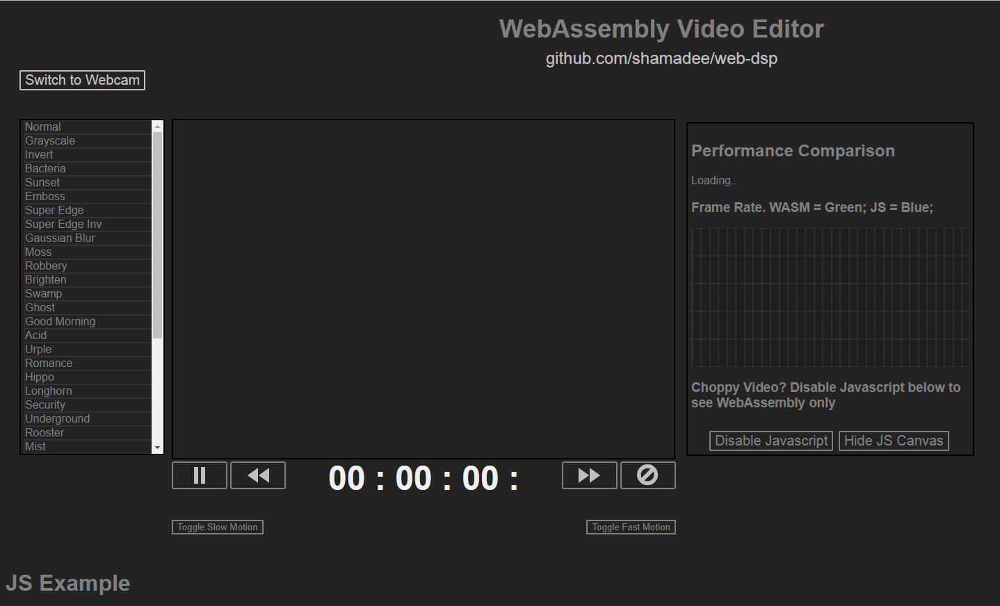 WebAssembly Video Editor
github.com/shamadee/web-dsp
Switch to Webcam
Normal
Grayscale
Invert
Bacteria
Sunset
Emboss
Super Edge
Super Edge Inv
Gaussian Blur
Moss
Robbery
Brighten
Swamp
Ghost
Good Morning
Acid
Urple
Romance
Hippo
Longhorn
Security
Underground
Rooster
Mist
Performance Comparison
Loading..
Frame Rate. WASM = Green; JS = Blue;
Choppy Video? Disable Javascript below to
see WebAssembly only
Disable Javascript
Hide JS Canvas
00 : 00 : 00 :
Toggle Slow Motion
Toggle Fast Motion
JS Example